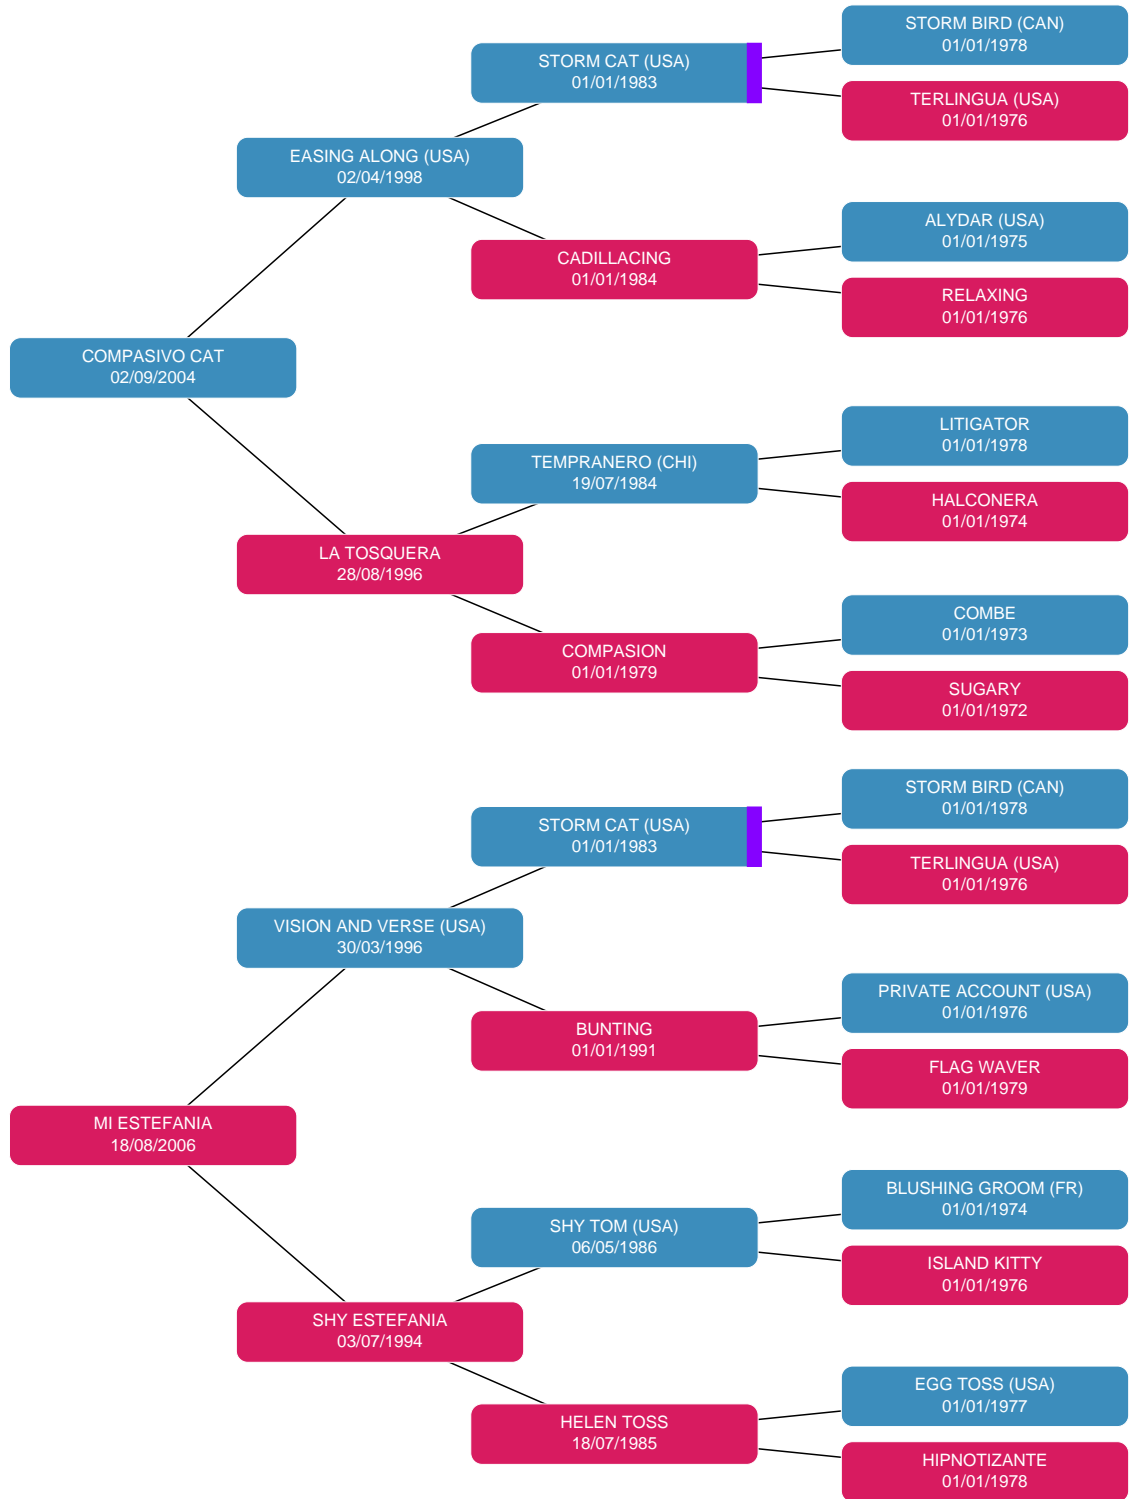 STORM BIRD (CAN)
01/01/1978
STORM CAT (USA)
01/01/1983
TERLINGUA (USA)
01/01/1976
EASING ALONG (USA)
02/04/1998
ALYDAR (USA)
01/01/1975
CADILLACING
01/01/1984
RELAXING
01/01/1976
COMPASIVO CAT
02/09/2004
LITIGATOR
01/01/1978
TEMPRANERO (CHI)
19/07/1984
HALCONERA
01/01/1974
LA TOSQUERA
28/08/1996
COMBE
01/01/1973
COMPASION
01/01/1979
SUGARY
01/01/1972
STORM BIRD (CAN)
01/01/1978
STORM CAT (USA)
01/01/1983
TERLINGUA (USA)
01/01/1976
VISION AND VERSE (USA)
30/03/1996
PRIVATE ACCOUNT (USA)
01/01/1976
BUNTING
01/01/1991
FLAG WAVER
01/01/1979
MI ESTEFANIA
18/08/2006
BLUSHING GROOM (FR)
01/01/1974
SHY TOM (USA)
06/05/1986
ISLAND KITTY
01/01/1976
SHY ESTEFANIA
03/07/1994
EGG TOSS (USA)
01/01/1977
HELEN TOSS
18/07/1985
HIPNOTIZANTE
01/01/1978